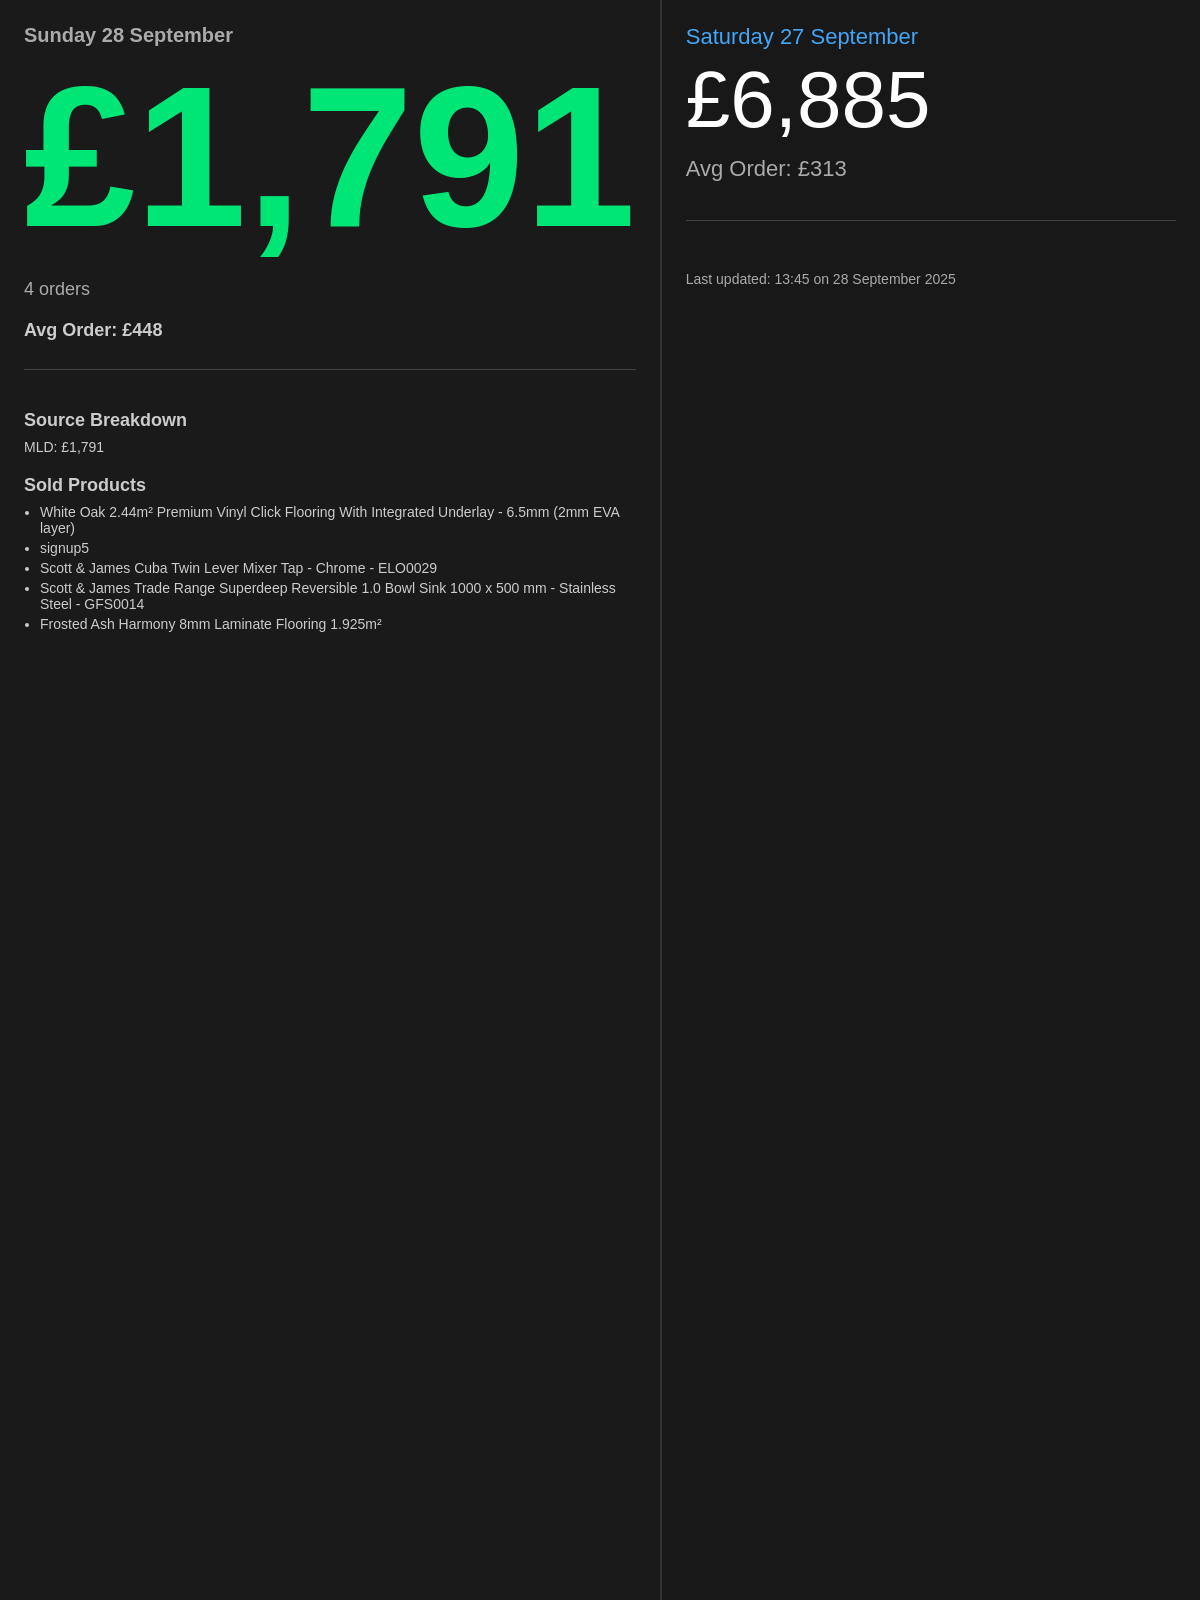 Sunday 28 September
£1,791
4 orders
Avg Order: £448
Source Breakdown
MLD: £1,791
Sold Products
• White Oak 2.44m² Premium Vinyl Click Flooring With Integrated Underlay - 6.5mm (2mm EVA
layer)
• signup5
• Scott & James Cuba Twin Lever Mixer Tap - Chrome - ELO0029
• Scott & James Trade Range Superdeep Reversible 1.0 Bowl Sink 1000 x 500 mm - Stainless
Steel - GFS0014
• Frosted Ash Harmony 8mm Laminate Flooring 1.925m²
Saturday 27 September
£6,885
Avg Order: £313
Last updated: 13:45 on 28 September 2025